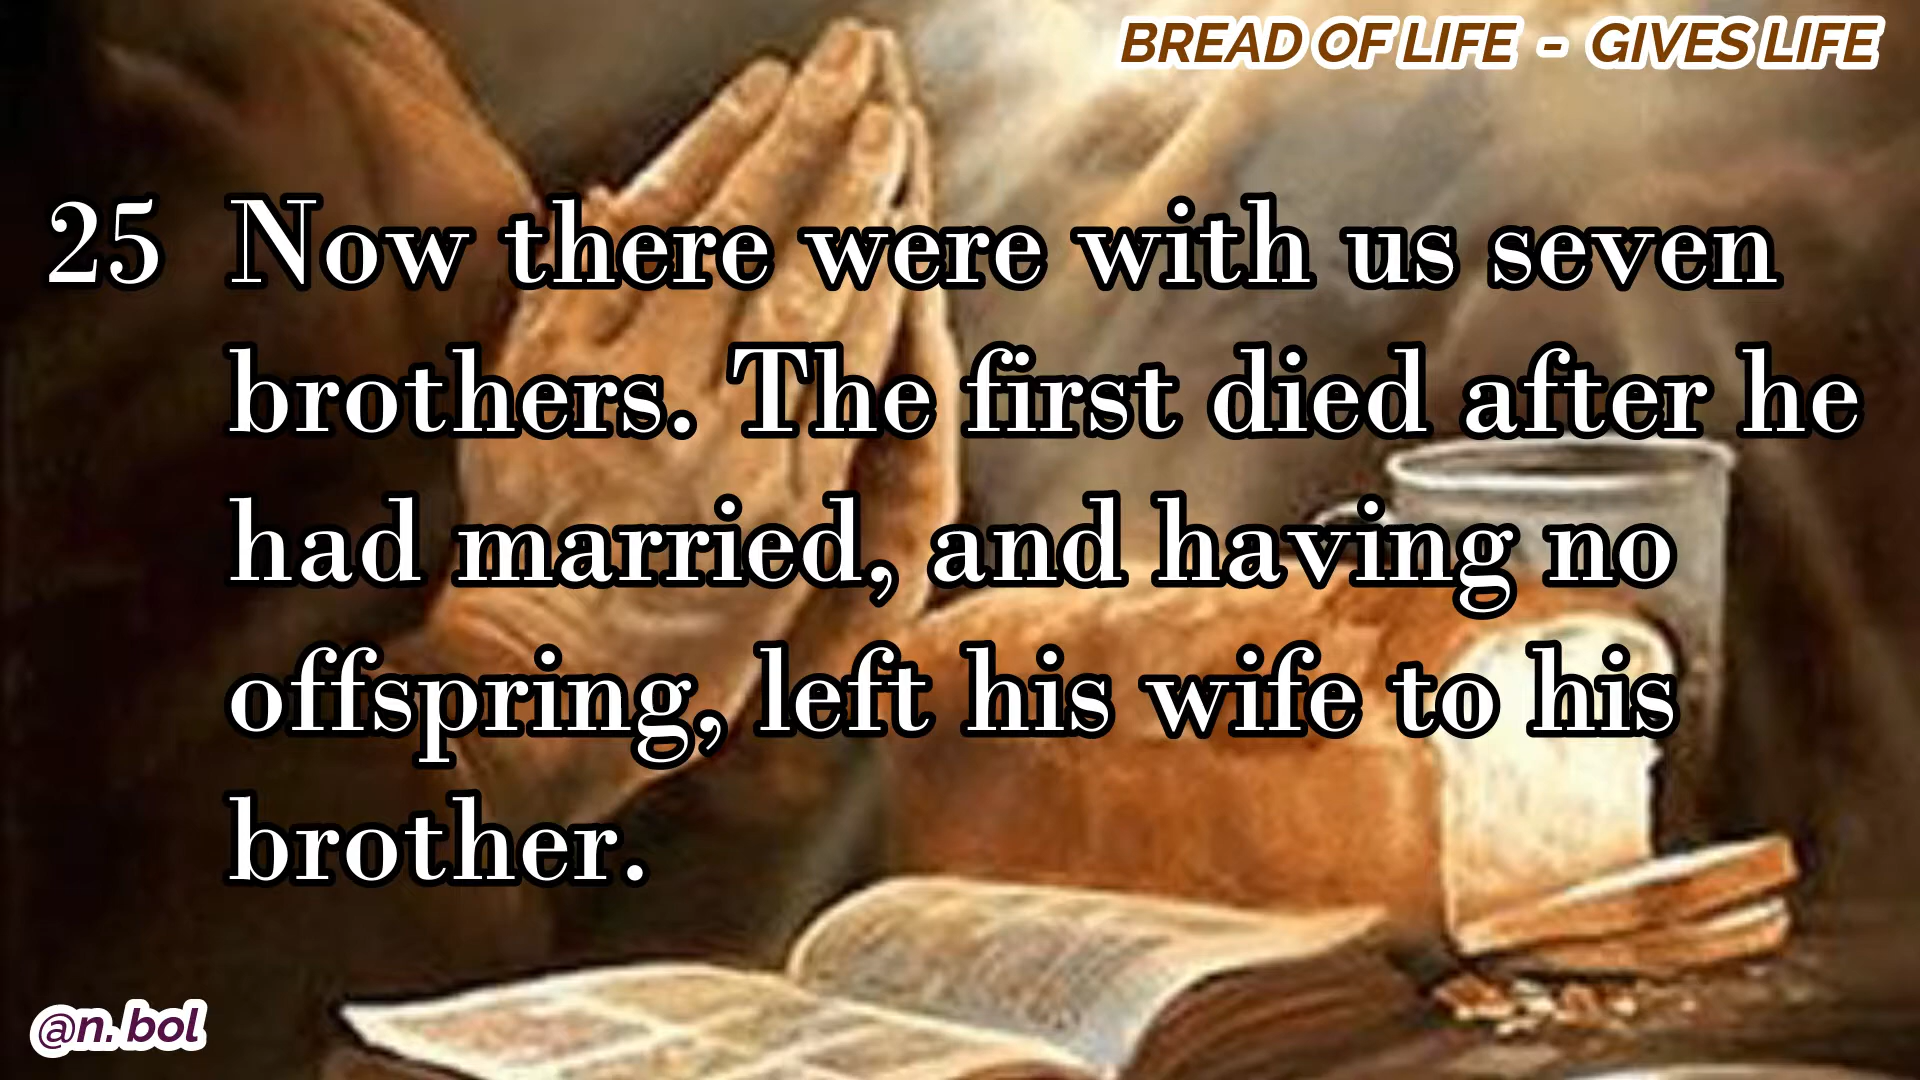 BREAD OF LIFE - GIVES LIFE
25 Now there were with us seven
brothers. The first died after he
had married, and having no
offspring, left his wife to his
brother.
@n. bol